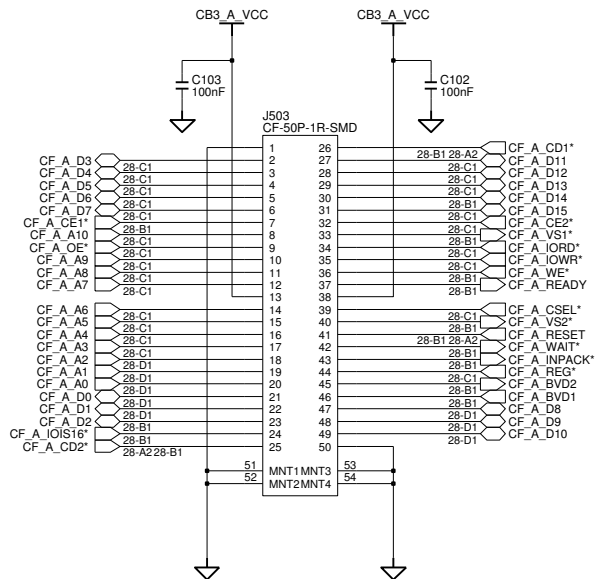 CB3_A_VCC
CB3_A_VCC
C103
100nF
C102
100nF
J503
CF-50P-1R-SMD
1 26 CF_A_CD1*
28-B1 28-A2
CF_A_D3 2 27 CF_A_D11
28-C1 28-C1
CF_A_D4 3 28 CF_A_D12
28-C1 28-C1
CF_A_D5 4 29 CF_A_D13
28-C1 28-C1
CF_A_D6 5 30 CF_A_D14
28-C1 28-B1
CF_A_D7 6 31 CF_A_D15
28-C1 28-C1
CF_A_CE1* 7 32 CF_A_CE2*
28-B1 28-B1
CF_A_A10 8 33 CF_A_VS1*
28-C1 28-B1
CF_A_OE* 9 34 CF_A_IORD*
28-C1 28-C1
CF_A_A9 10 35 CF_A_IOWR*
28-C1 28-C1
CF_A_A8 11 36 CF_A_WE*
28-C1 28-B1
CF_A_A7 12 37 CF_A_READY
28-C1 28-B1
13 38
CF_A_A6 14 39 CF_A_CSEL*
28-C1 28-C1
CF_A_A5 15 40 CF_A_VS2*
28-C1 28-B1
CF_A_A4 16 41 CF_A_RESET
28-C1 28-B1 28-A2
CF_A_A3 17 42 CF_A_WAIT*
28-C1 28-B1
CF_A_A2 18 43 CF_A_INPACK*
28-D1 28-B1
CF_A_A1 19 44 CF_A_REG*
28-D1 28-C1
CF_A_A0 20 45 CF_A_BVD2
28-D1 28-B1
CF_A_D0 21 46 CF_A_BVD1
28-D1 28-B1
CF_A_D1 22 47 CF_A_D8
28-D1 28-D1
CF_A_D2 23 48 CF_A_D9
28-B1 28-D1
CF_A_IOIS16* 24 49 CF_A_D10
28-B1 28-D1
CF_A_CD2* 25 50
28-A2 28-B1
51 MNT1 MNT3 53
52 MNT2 MNT4 54